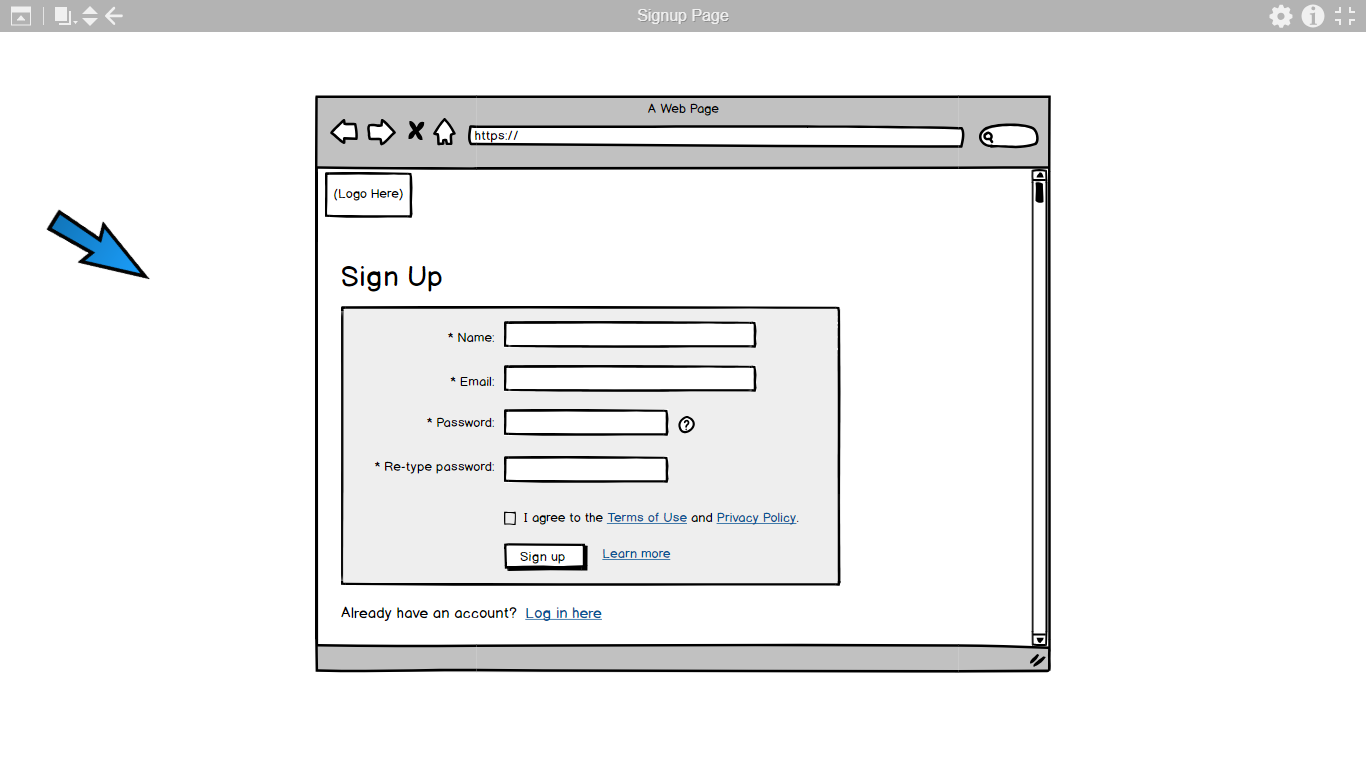 Signup Page
A Web Page
https://
(Logo Here)
Sign Up
* Name:
* Email:
* Password:
?
* Re-type password:
I agree to the Terms of Use and Privacy Policy.
Sign up Learn more
Already have an account? Log in here